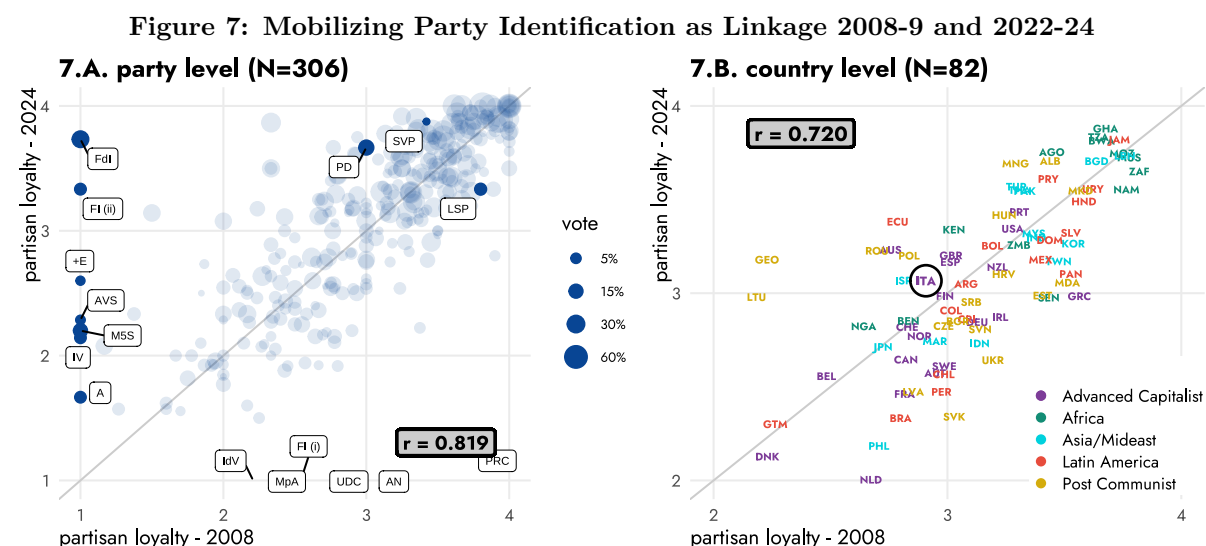 Figure 7: Mobilizing Party Identification as Linkage 2008-9 and 2022-24
7.A. party level (N=306)
partisan loyalty - 2024
4
3
2
1
FdI
FI (ii)
+E
AVS
M5S
IV
A
PD
SVP
LSP
IdV
FI (i)
MpA
UDC
AN
PRC
r = 0.819
1
2
3
4
partisan loyalty - 2008
vote
5%
15%
30%
60%
7.B. country level (N=82)
partisan loyalty - 2024
4
3
2
r = 0.720
GHA
JAM
AGO
MNG
ALB
BGD
ZAF
PRY
NAM
HND
PRT
HUN
USA
ECU
KEN
SLV
DOM
KOR
ZMB
BOL
AUS
POL
GBR
ESP
GEO
MEX
TWN
NZL
HRV
PAN
MDA
ISR
ITA
ARG
LTU
FIN
SRB
SEN
GRC
COL
IRL
DEU
BEN
NGA
CHE
CZE
SVN
NOR
MAR
IDN
JPN
CAN
UKR
SWE
BEL
CHL
FRA
LVA
PER
BRA
SVK
GTM
PHL
DNK
NLD
Advanced Capitalist
Africa
Asia/Mideast
Latin America
Post Communist
2
3
4
partisan loyalty - 2008